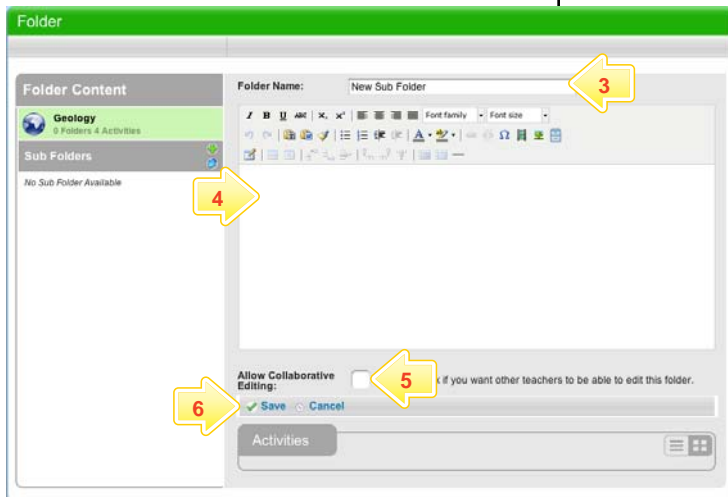 Folder
Folder Content
Geology
0 Folders 4 Activities
Sub Folders
No Sub Folder Available
Folder Name:
New Sub Folder
3
I B U ABC x, x'
Font family
Font size
A
Ω
4
Allow Collaborative
Editing:
5
if you want other teachers to be able to edit this folder.
6
Save
Cancel
Activities